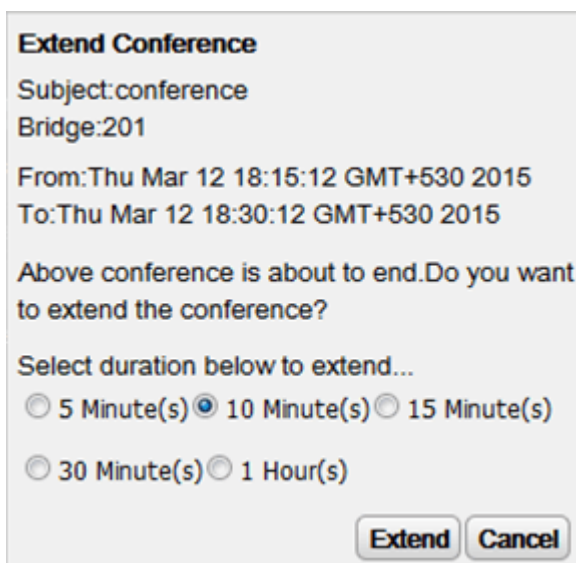 Extend Conference
Subject:conference
Bridge:201
From:Thu Mar 12 18:15:12 GMT+530 2015
To:Thu Mar 12 18:30:12 GMT+530 2015
Above conference is about to end.Do you want
to extend the conference?
Select duration below to extend...
5 Minute(s) 10 Minute(s) 15 Minute(s)
30 Minute(s) 1 Hour(s)
Extend Cancel